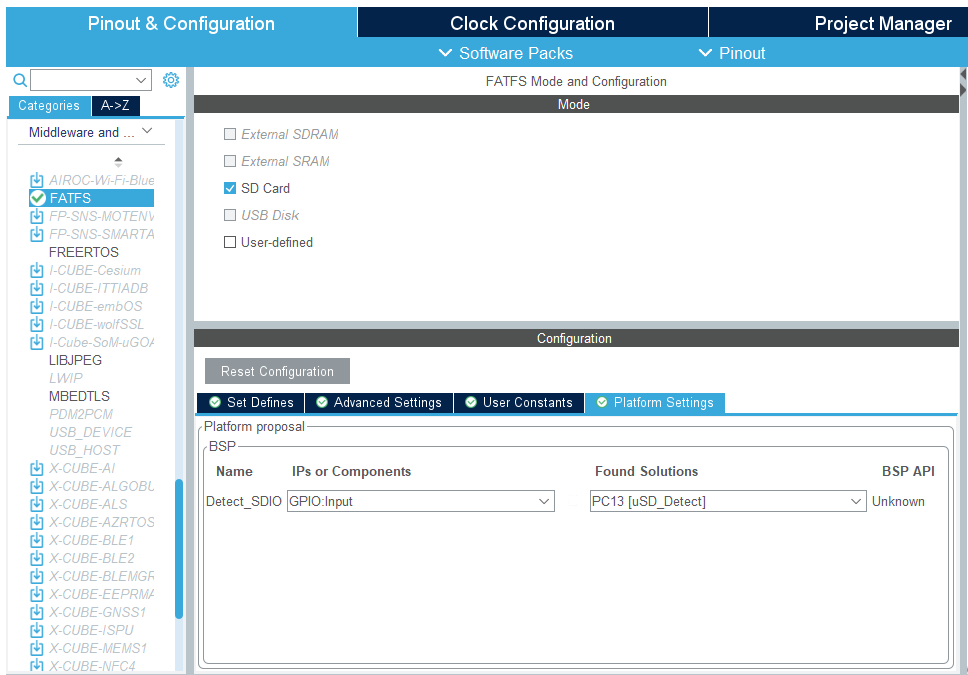 Pinout & Configuration
Clock Configuration
Project Manager
Software Packs
Pinout
Categories
A->Z
Middleware and ...
AIROC-Wi-Fi-Blue
FATFS
FP-SNS-MOTENV
FP-SNS-SMARTA
FREERTOS
I-CUBE-Cesium
I-CUBE-ITTIADB
I-CUBE-embOS
I-CUBE-wolfSSL
I-Cube-SoM-uGOA
LIBJPEG
LWIP
MBEDTLS
PDM2PCM
USB_DEVICE
USB_HOST
X-CUBE-AI
X-CUBE-ALGOBU
X-CUBE-ALS
X-CUBE-AZRTOS
X-CUBE-BLE1
X-CUBE-BLE2
X-CUBE-BLEMGR
X-CUBE-EEPRMA
X-CUBE-GNSS1
X-CUBE-ISPU
X-CUBE-MEMS1
X-CUBE-NFC4
FATFS Mode and Configuration
Mode
External SDRAM
External SRAM
SD Card
USB Disk
User-defined
Configuration
Reset Configuration
Set Defines
Advanced Settings
User Constants
Platform Settings
Platform proposal
BSP
Name IPs or Components Found Solutions BSP API
Detect_SDIO GPIO:Input PC13 [uSD_Detect] Unknown